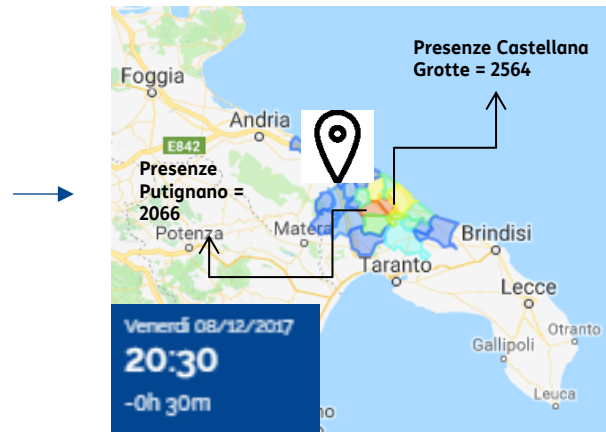 Presenze Castellana
Grotte = 2564
Foggia
Andria
E842
Presenze
Putignano =
2066
Matera
Potenza
Brindisi
Taranto
Lecce
Otranto
Gallipoli
Leuca
Venerdì 08/12/2017
20:30
-0h 30m
no